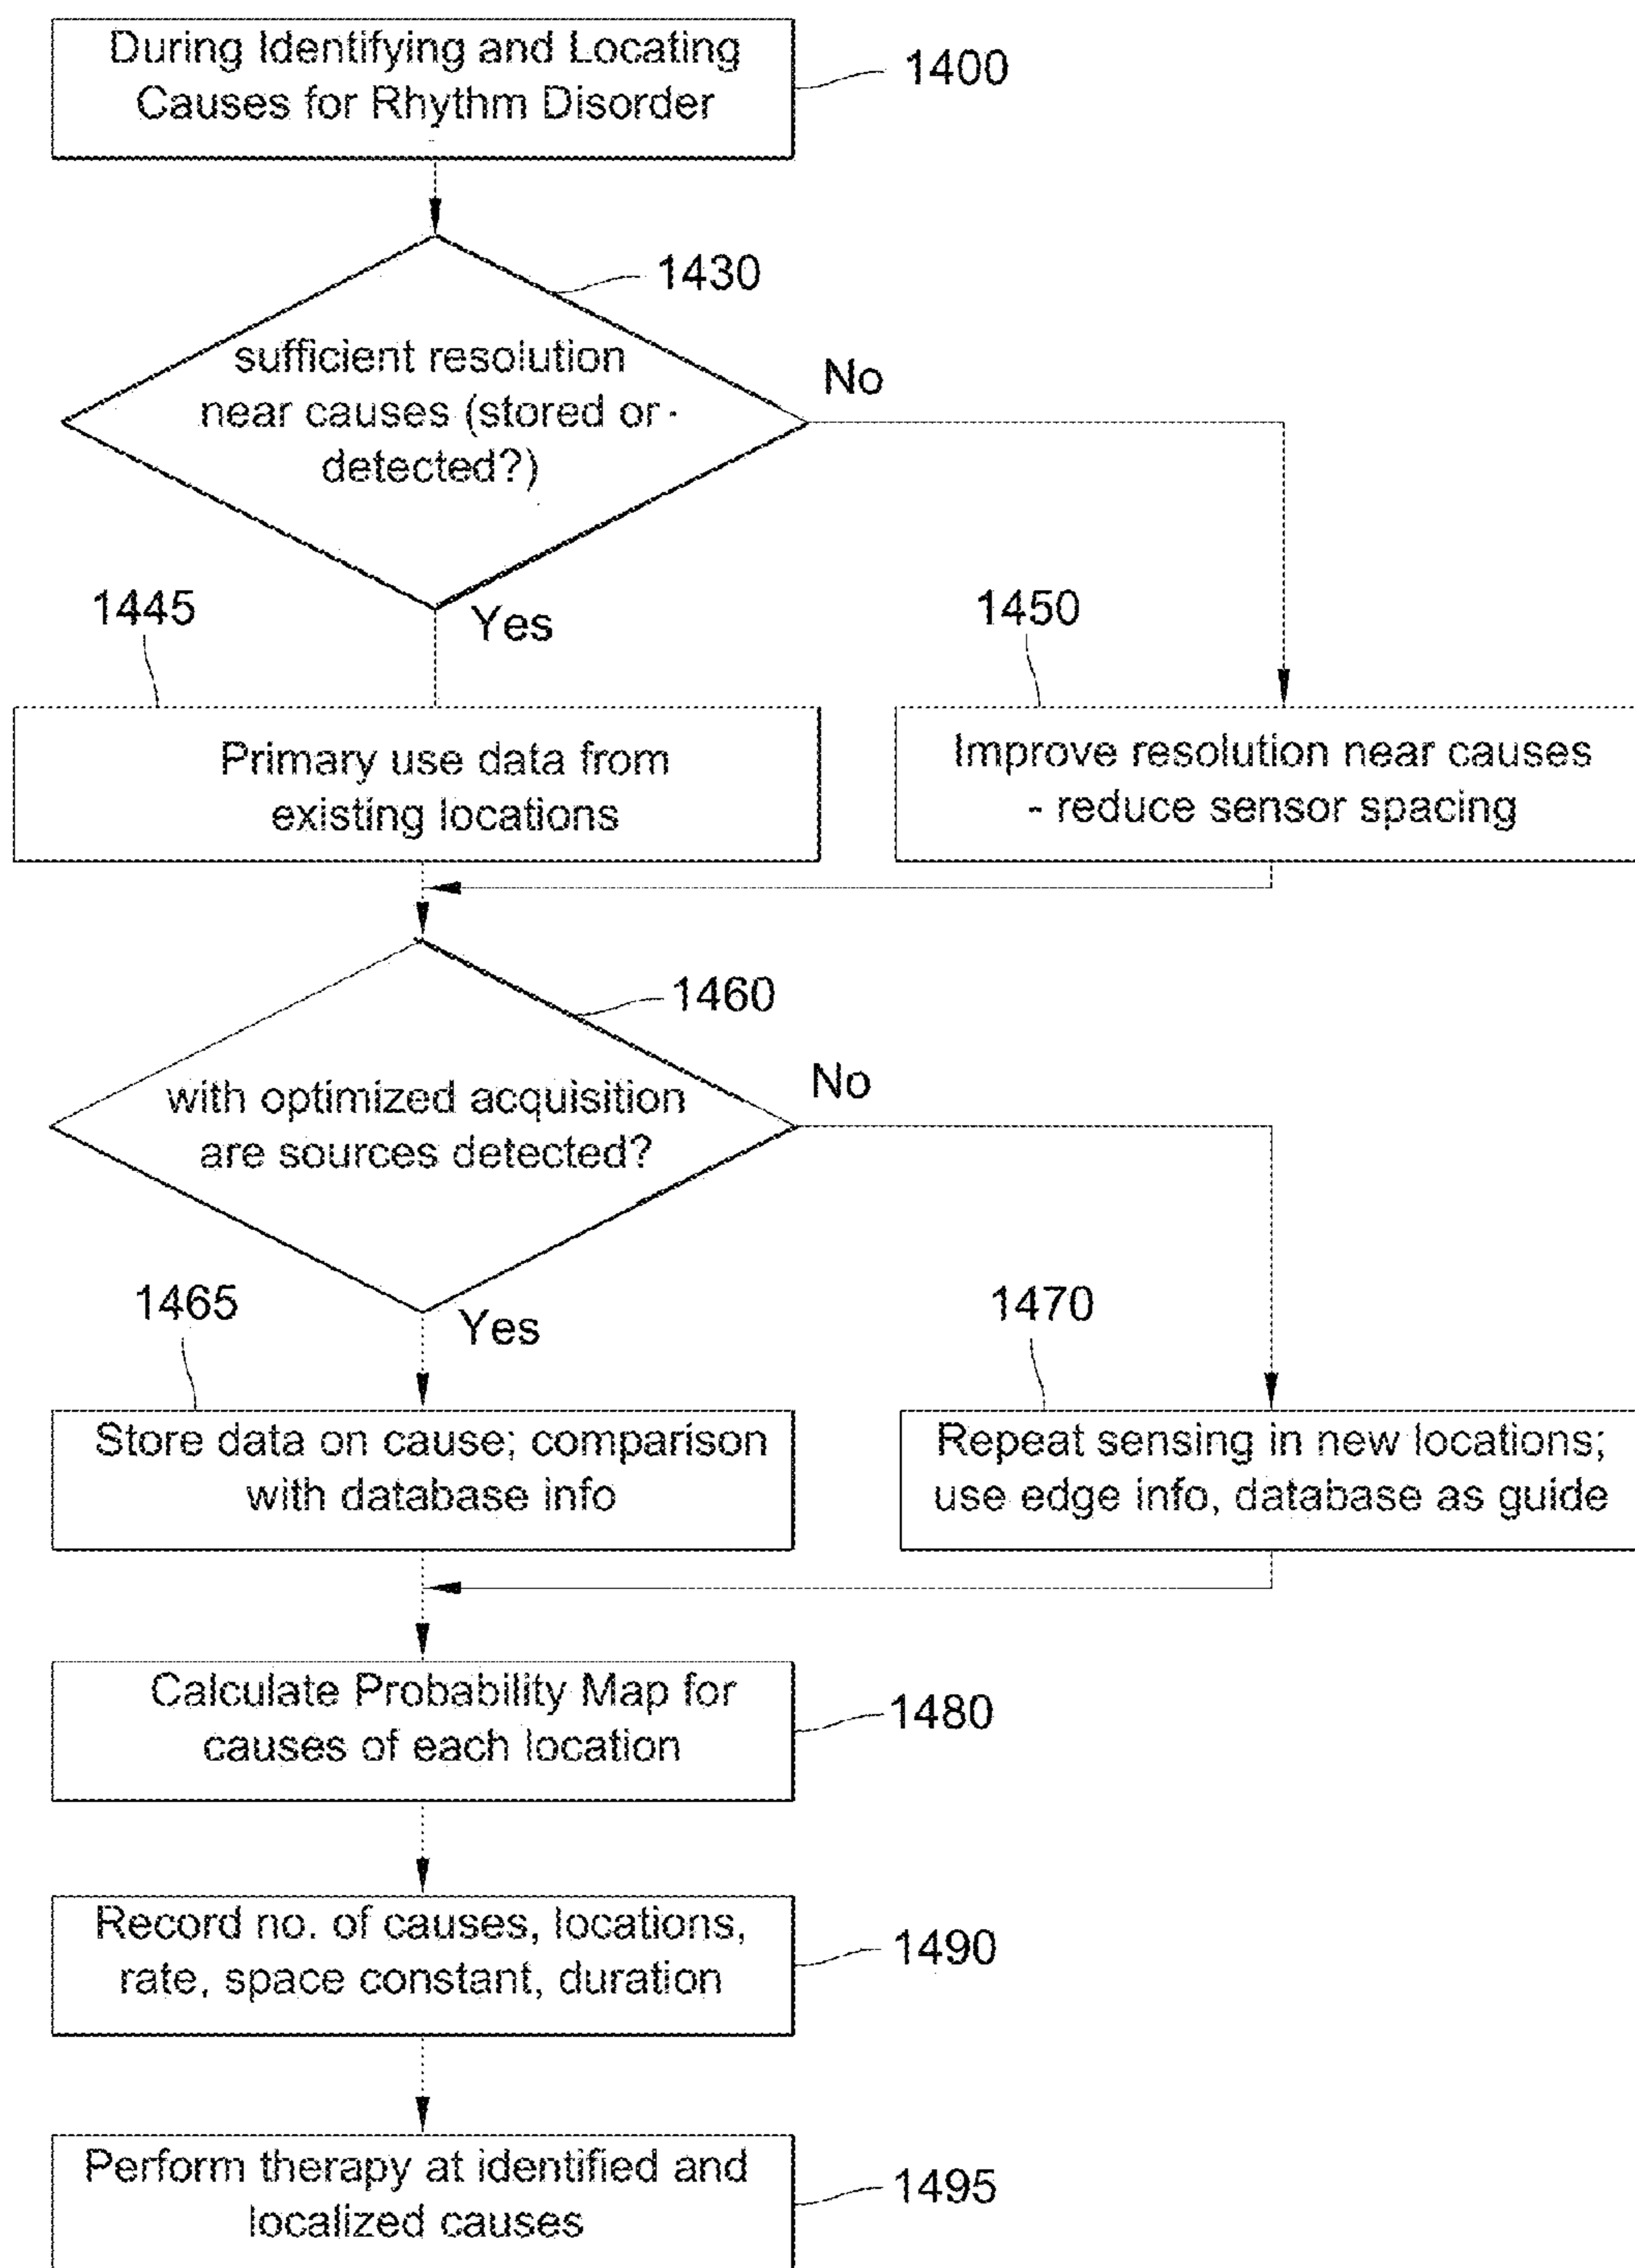 During Identifying and Locating
Causes for Rhythm Disorder
1400
1430
sufficient resolution
near causes (stored or
detected?)
No
Yes
1445
1450
Primary use data from
existing locations
Improve resolution near causes
- reduce sensor spacing
1460
with optimized acquisition
are sources detected?
No
Yes
1465
1470
Store data on cause; comparison
with database info
Repeat sensing in new locations;
use edge info, database as guide
Calculate Probability Map for
causes of each location
1480
Record no. of causes, locations,
rate, space constant, duration
1490
Perform therapy at identified and
localized causes
1495